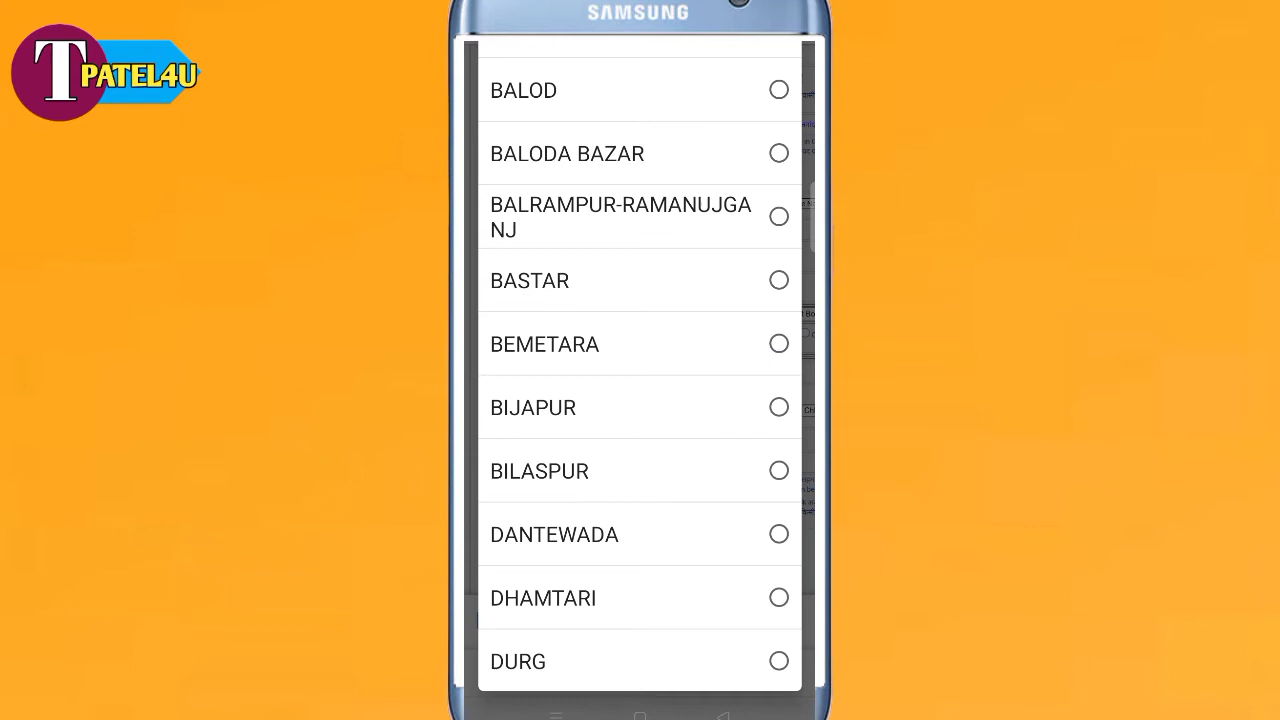 SAMSUNG
T PATEL4U
BALOD
BALODA BAZAR
BALRAMPUR-RAMANUJGA
NJ
BASTAR
BEMETARA
BIJAPUR
BILASPUR
DANTEWADA
DHAMTARI
DURG